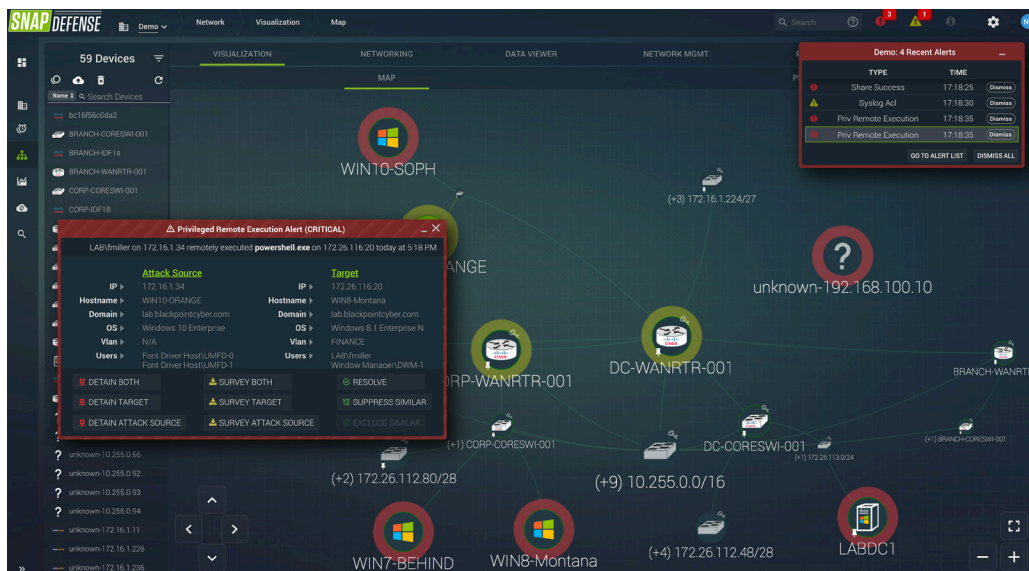 SNAP DEFENSE
Demo
Network
Visualization
Map
Search
3
1
59 Devices
Name
Search Devices
bc16f56c0da2
BRANCH-CORESWI-001
BRANCH-IDF1a
BRANCH-WANRTR-001
CORP-CORESWI-001
CORP-IDF1B
unknown-10.255.0.66
unknown-10.255.0.92
unknown-10.255.0.93
unknown-10.255.0.94
unknown-172.16.1.11
unknown-172.16.1.226
unknown-172.16.1.236
VISUALIZATION
NETWORKING
DATA VIEWER
NETWORK MGMT
MAP
Demo: 4 Recent Alerts
TYPE TIME
Share Success 17:18:25 Dismiss
Syslog Acl 17:18:30 Dismiss
Priv Remote Execution 17:18:35 Dismiss
Priv Remote Execution 17:18:35 Dismiss
GO TO ALERT LIST DISMISS ALL
WIN10-SOPH
(+3) 172.16.1.224/27
unknown-192.168.100.10
ANGE
Privileged Remote Execution Alert (CRITICAL)
LAB\fmiller on 172.16.1.34 remotely executed powershell.exe on 172.26.116.20 today at 5:18 PM
Attack Source Target
IP 172.16.1.34 IP 172.26.116.20
Hostname WIN10-ORANGE Hostname WIN8-Montana
Domain lab.blackpointcyber.com Domain lab.blackpointcyber.com
OS Windows 10 Enterprise OS Windows 8.1 Enterprise N
Vlan N/A Vlan FINANCE
Users Font Driver Host\UMFD-0 Users LAB\fmiller
Font Driver Host\UMFD-1 Window Manager\DWM-1
DETAIN BOTH SURVEY BOTH RESOLVE
DETAIN TARGET SURVEY TARGET SUPPRESS SIMILAR
DETAIN ATTACK SOURCE SURVEY ATTACK SOURCE EXCLUDE SIMILAR
CISCO
CISCO
RP-WANRTR-001
DC-WANRTR-001
BRANCH-WANRT
(+1) CORP-CORESWI-001
DC-CORESWI-001
(+1) BRANCH-CORESWI-001
(+1) 172.26.113.0/24
(+2) 172.26.112.80/28
(+9) 10.255.0.0/16
(+4) 172.26.112.48/28
WIN7-BEHIND
WIN8-Montana
LABDC1